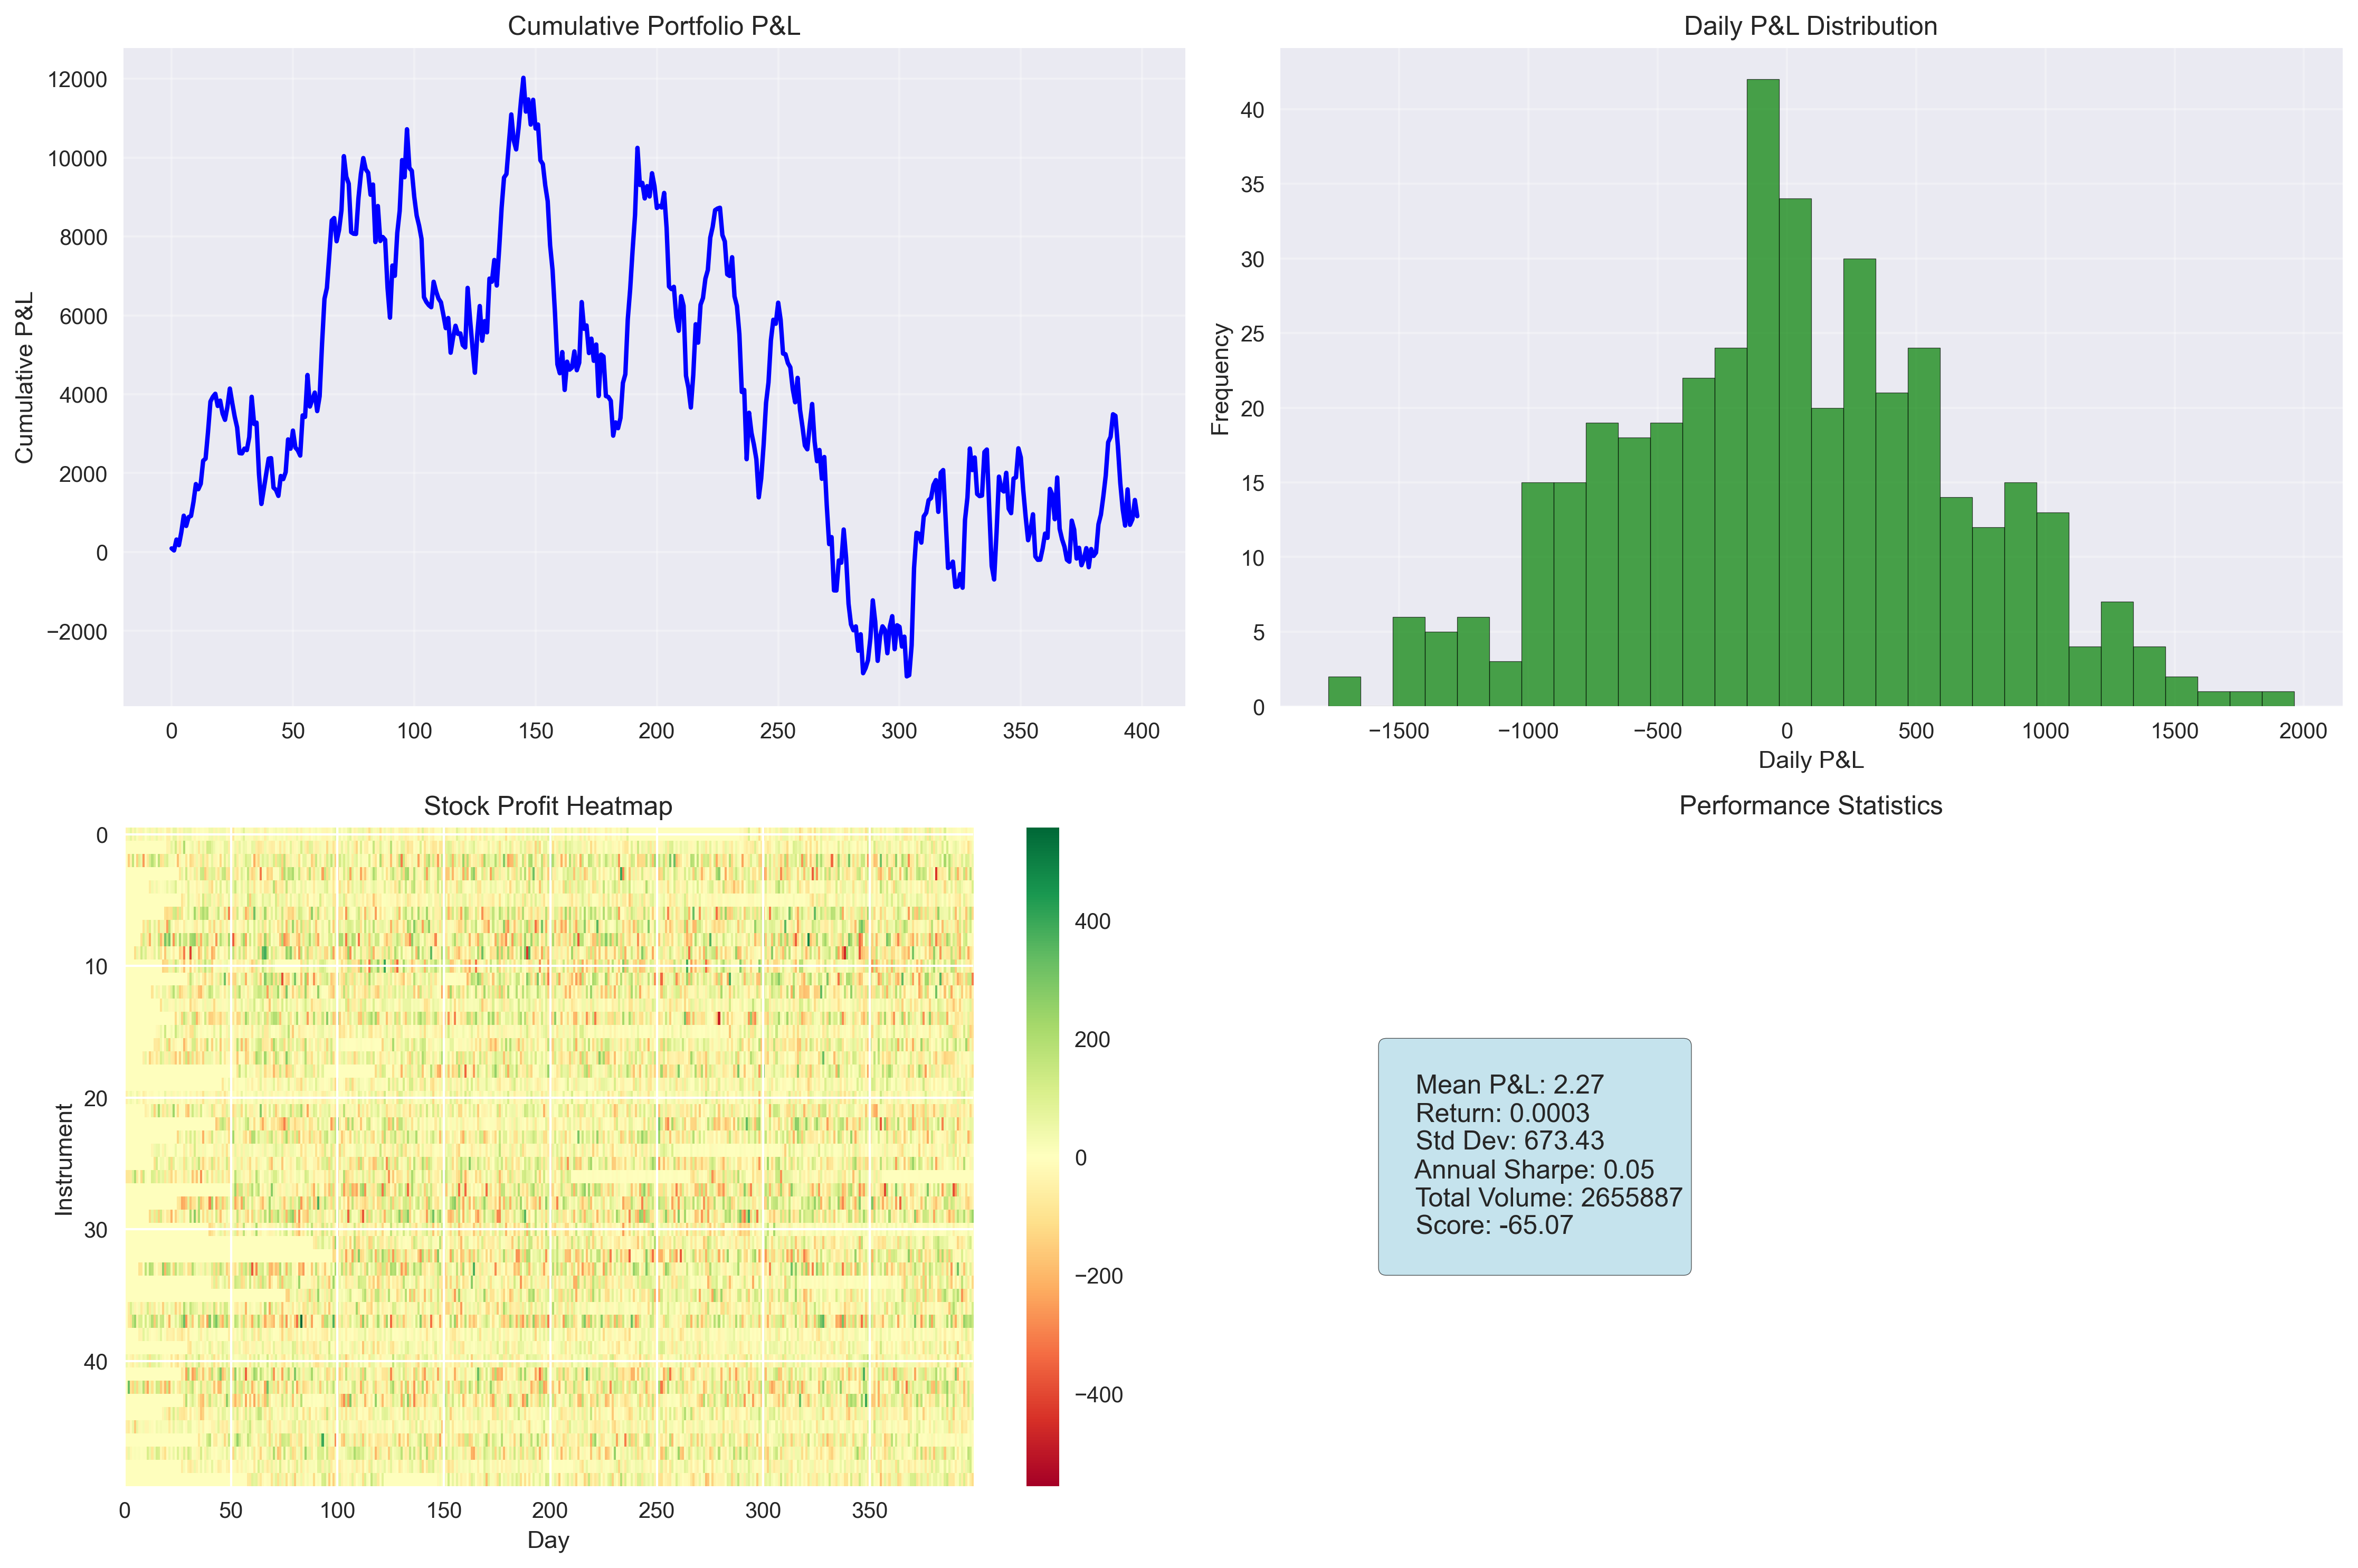 Cumulative Portfolio P&L
Cumulative P&L
12000
10000
8000
6000
4000
2000
0
−2000
0 50 100 150 200 250 300 350 400
Daily P&L Distribution
Frequency
40
35
30
25
20
15
10
5
0
−1500 −1000 −500 0 500 1000 1500 2000
Daily P&L
Stock Profit Heatmap
Instrument
0
10
20
30
40
0 50 100 150 200 250 300 350
Day
400
200
0
−200
−400
Performance Statistics
Mean P&L: 2.27
Return: 0.0003
Std Dev: 673.43
Annual Sharpe: 0.05
Total Volume: 2655887
Score: -65.07